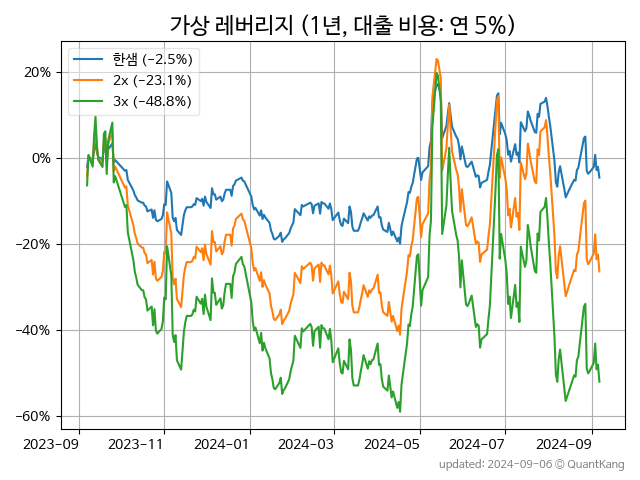 가상 레버리지 (1년, 대출 비용: 연 5%)
한샘 (−2.5%)
2x (−23.1%)
3x (−48.8%)
20%
0%
−20%
−40%
−60%
2023-09 2023-11 2024-01 2024-03 2024-05 2024-07 2024-09
updated: 2024-09-06 © QuantKang